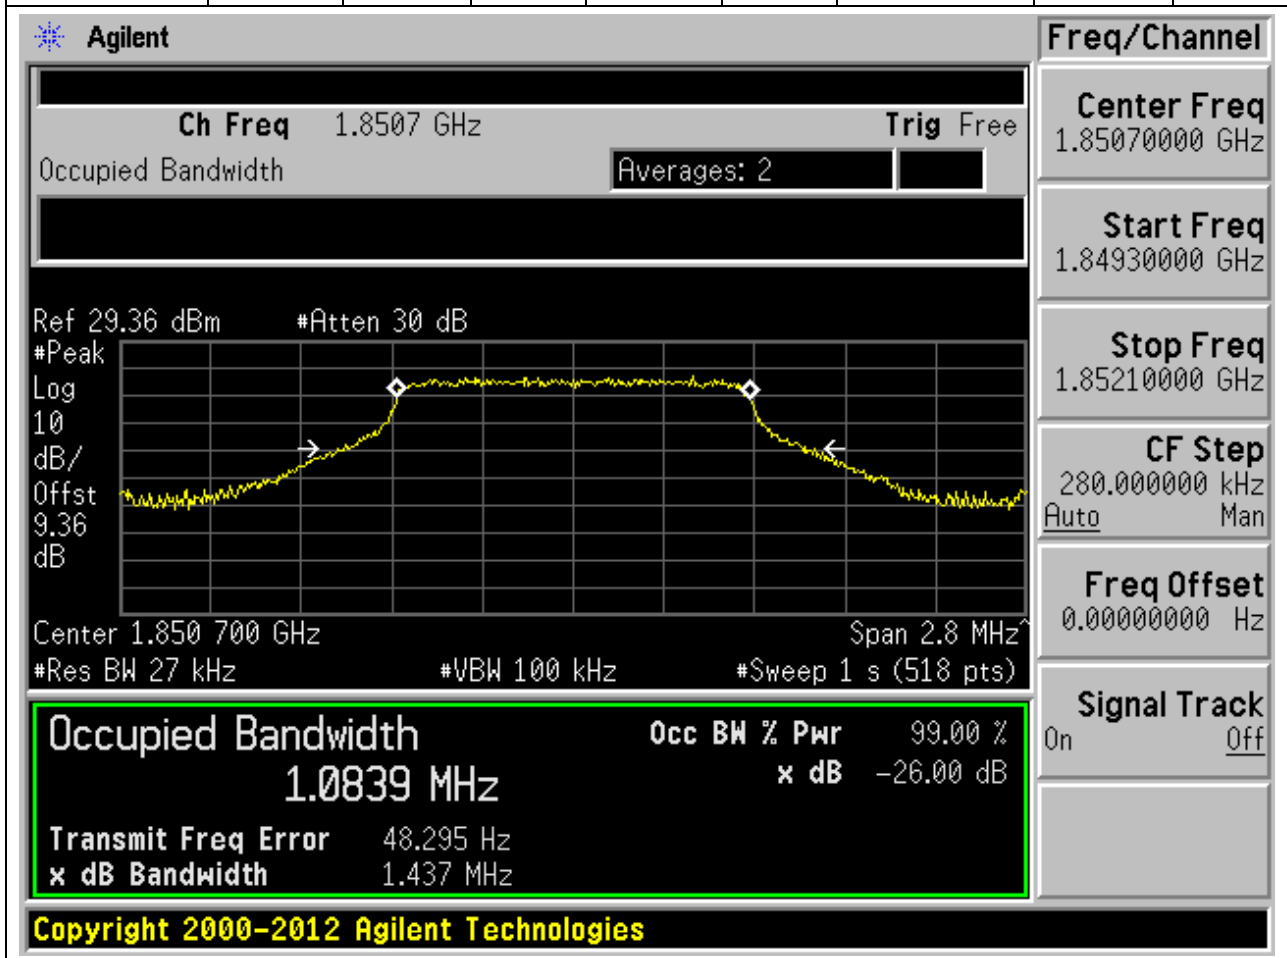 Agilent
Freq/Channel
Ch Freq 1.8507 GHz Trig Free
Occupied Bandwidth Averages: 2
Center Freq
1.85070000 GHz
Start Freq
1.84930000 GHz
Stop Freq
1.85210000 GHz
CF Step
280.000000 kHz
Auto Man
Freq Offset
0.00000000 Hz
Signal Track
On Off
Ref 29.36 dBm #Atten 30 dB
#Peak
Log
10
dB/
Offst
9.36
dB
Center 1.850 700 GHz Span 2.8 MHz^
#Res BW 27 kHz #VBW 100 kHz #Sweep 1 s (518 pts)
Occupied Bandwidth Occ BW % Pwr 99.00 %
1.0839 MHz x dB -26.00 dB
Transmit Freq Error 48.295 Hz
x dB Bandwidth 1.437 MHz
Copyright 2000-2012 Agilent Technologies